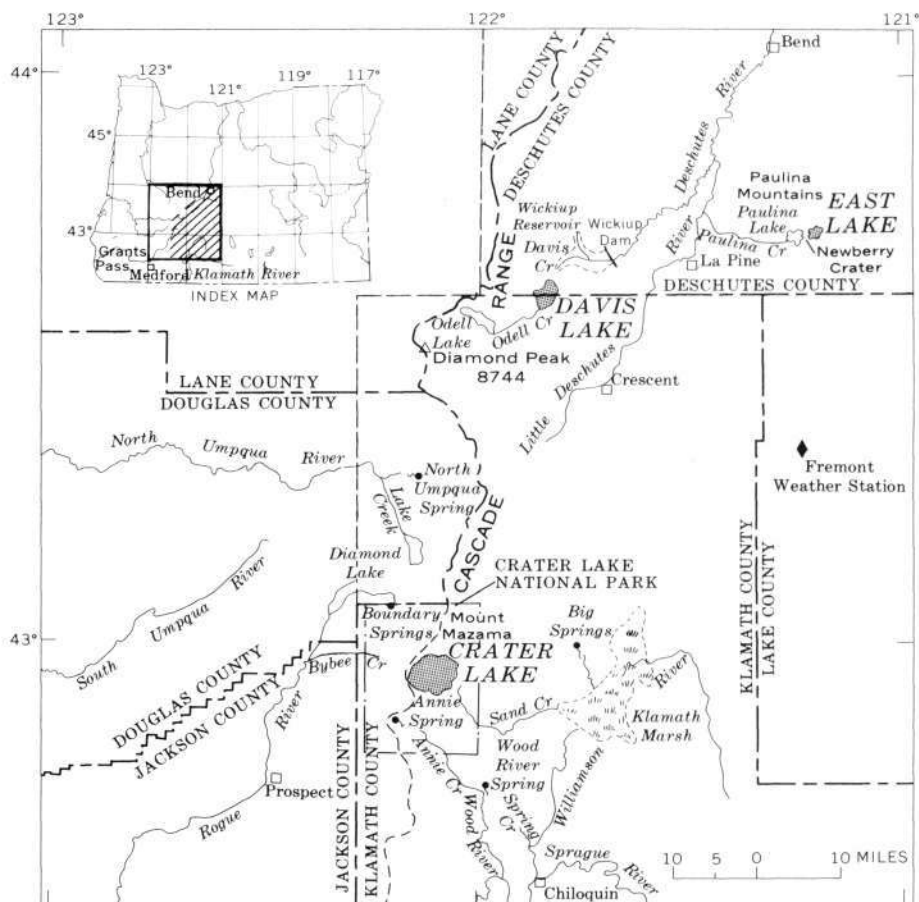 123°
122°
121°
44°
43°
123°
121°
119°
117°
45°
43°
Bend
Grants
Pass
Medford
Klamath River
INDEX MAP
LANE COUNTY
DESCHUTES COUNTY
Bend
Deschutes
River
Paulina
Mountains
EAST
LAKE
Paulina
Lake
Newberry
Crater
Paulina Cr
Wickiup
Reservoir
Wickiup
Dam
Davis
Cr
River
La Pine
DESCHUTES COUNTY
RANGE
DAVIS
LAKE
Odell
Lake
Odell Cr
Diamond Peak
8744
Little
Deschutes
Crescent
LANE COUNTY
DOUGLAS COUNTY
North
Umpqua
River
North
Umpqua
Spring
Lake
Creek
Fremont
Weather Station
CASCADE
KLAMATH COUNTY
LAKE COUNTY
Diamond
Lake
CRATER LAKE
NATIONAL PARK
South
Umpqua
River
Boundary
Springs
Mount
Mazama
Big
Springs
CRATER
LAKE
Bybee Cr
River
DOUGLAS COUNTY
JACKSON COUNTY
Annie
Spring
Sand Cr
Klamath
Marsh
River
Williamson
Wood
River
Spring
Annie Cr
Wood River
Spring
Cr
Prospect
Rogue
River
JACKSON COUNTY
KLAMATH COUNTY
Sprague
River
Chiloquin
10 5 0 10 MILES